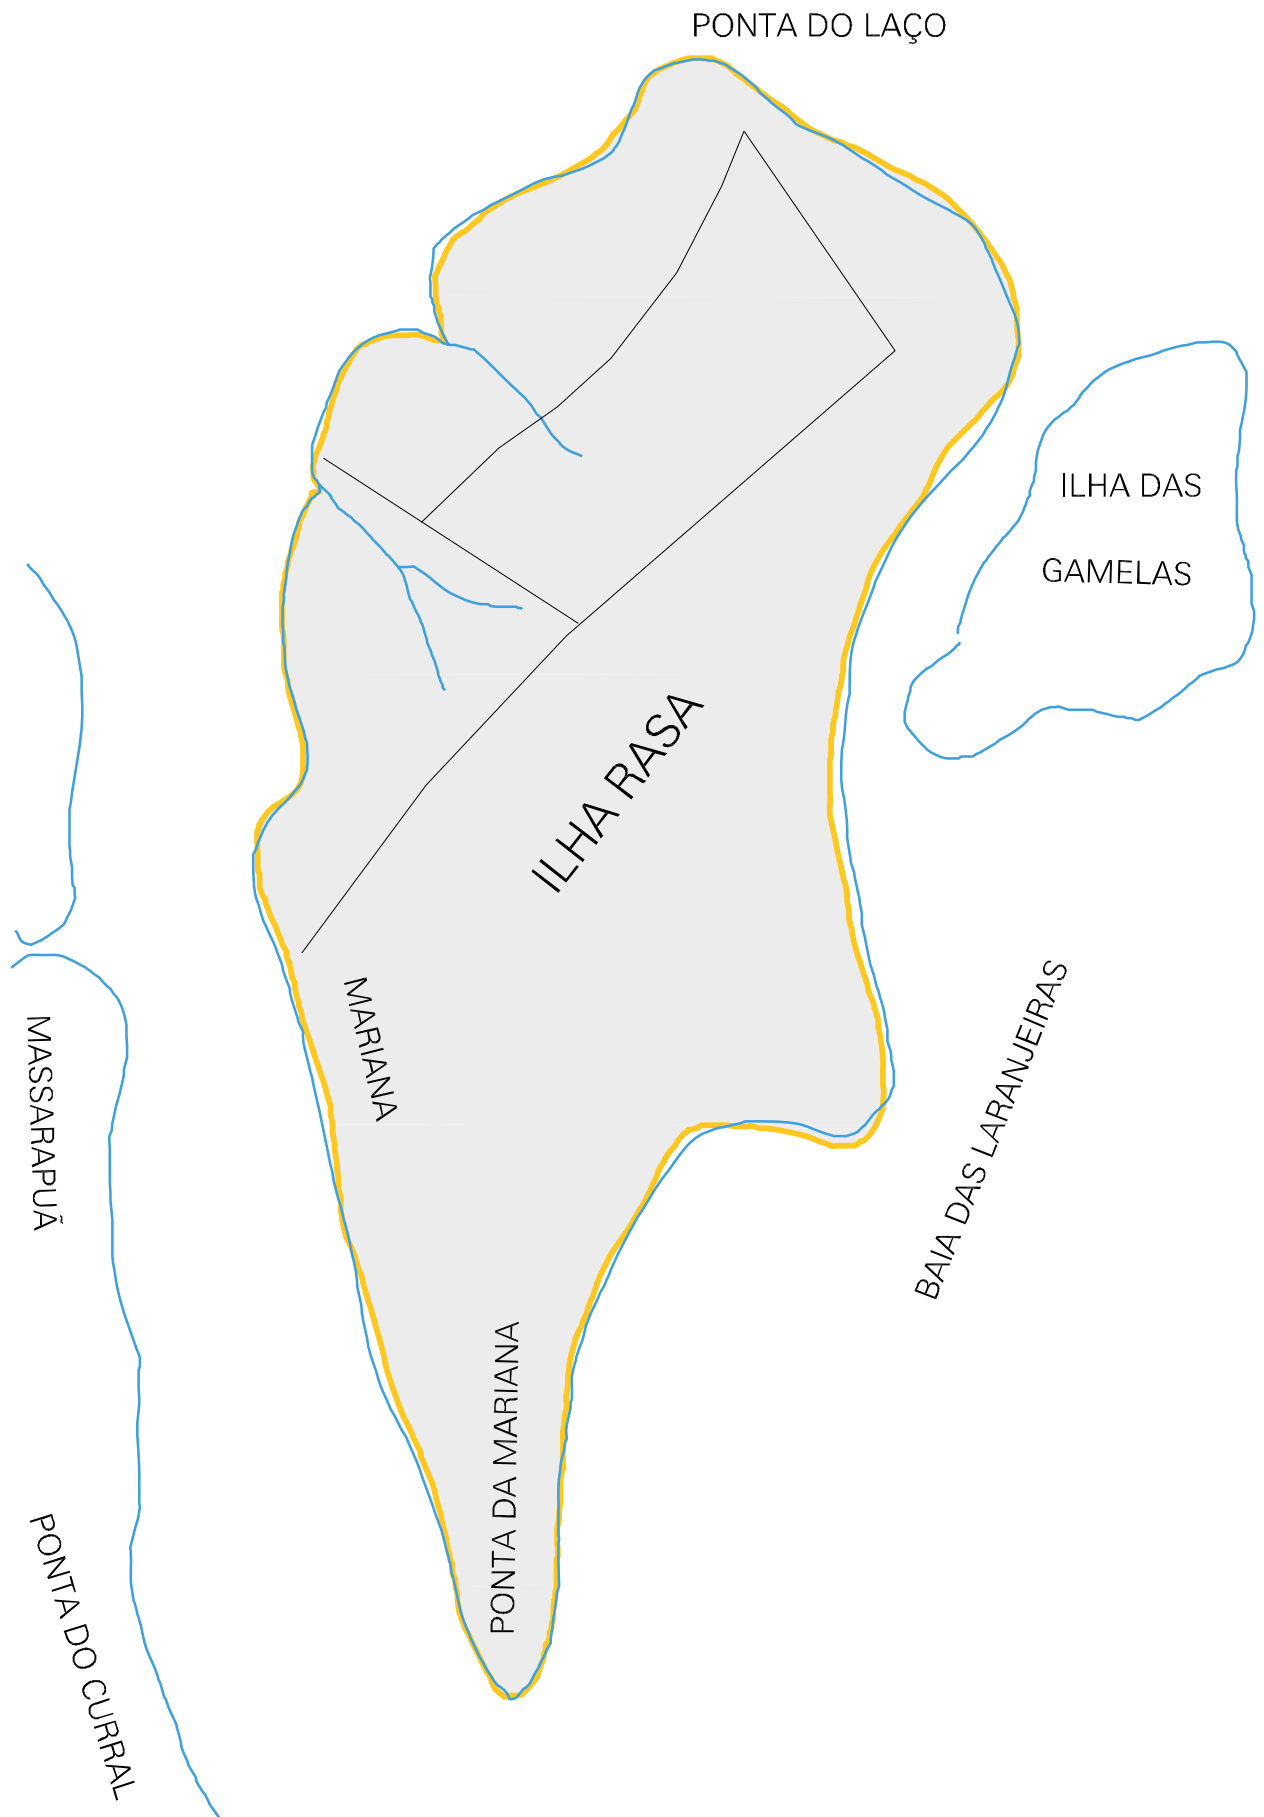 PONTA DO LAÇO
ILHA DAS
GAMELAS
ILHA RASA
MARIANA
MASSARAPUÃ
BAIA DAS LARANJEIRAS
PONTA DA MARIANA
PONTA DO CURRAL